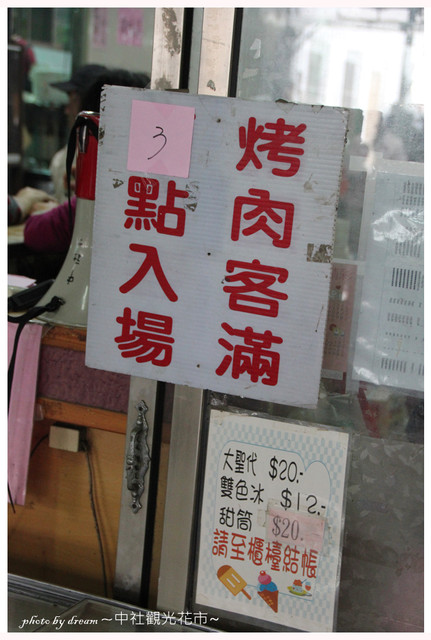 烤肉客滿
3
點入場
大聖代 $20.-
雙色冰 $12.-
甜筒 $20.
請至櫃檯結帳
photo by dream ～中社觀光花市～